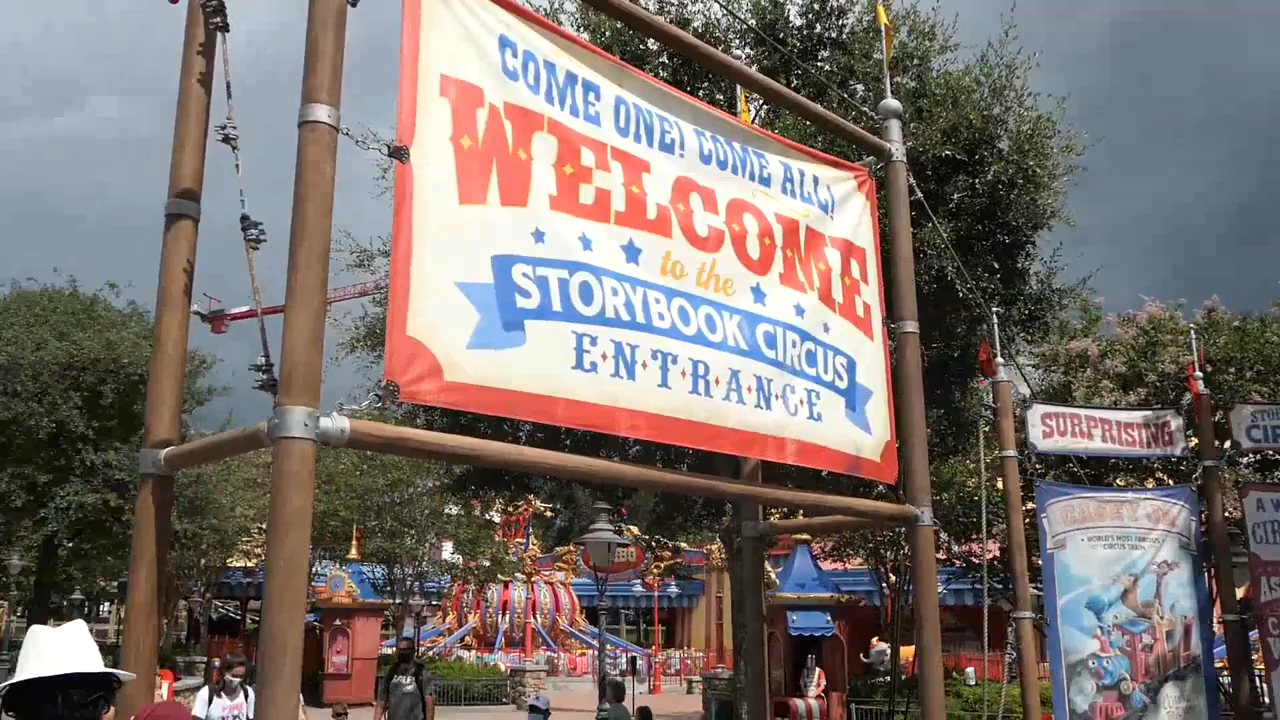 COME ONE! COME ALL!
WELCOME
to the
STORYBOOK CIRCUS
ENTRANCE
SURPRISING
CASEY JR
WORLD'S MOST FAMOUS
CIRCUS TRAIN
A